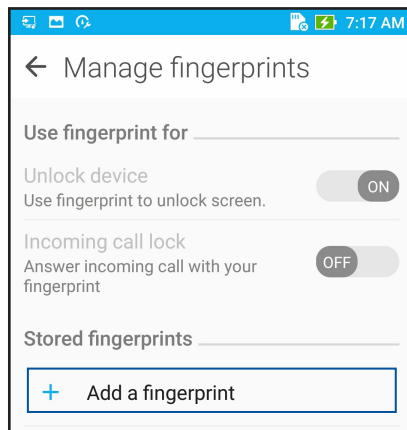 7:17 AM
Manage fingerprints
Use fingerprint for
Unlock device
Use fingerprint to unlock screen.
ON
Incoming call lock
Answer incoming call with your
fingerprint
OFF
Stored fingerprints
+ Add a fingerprint